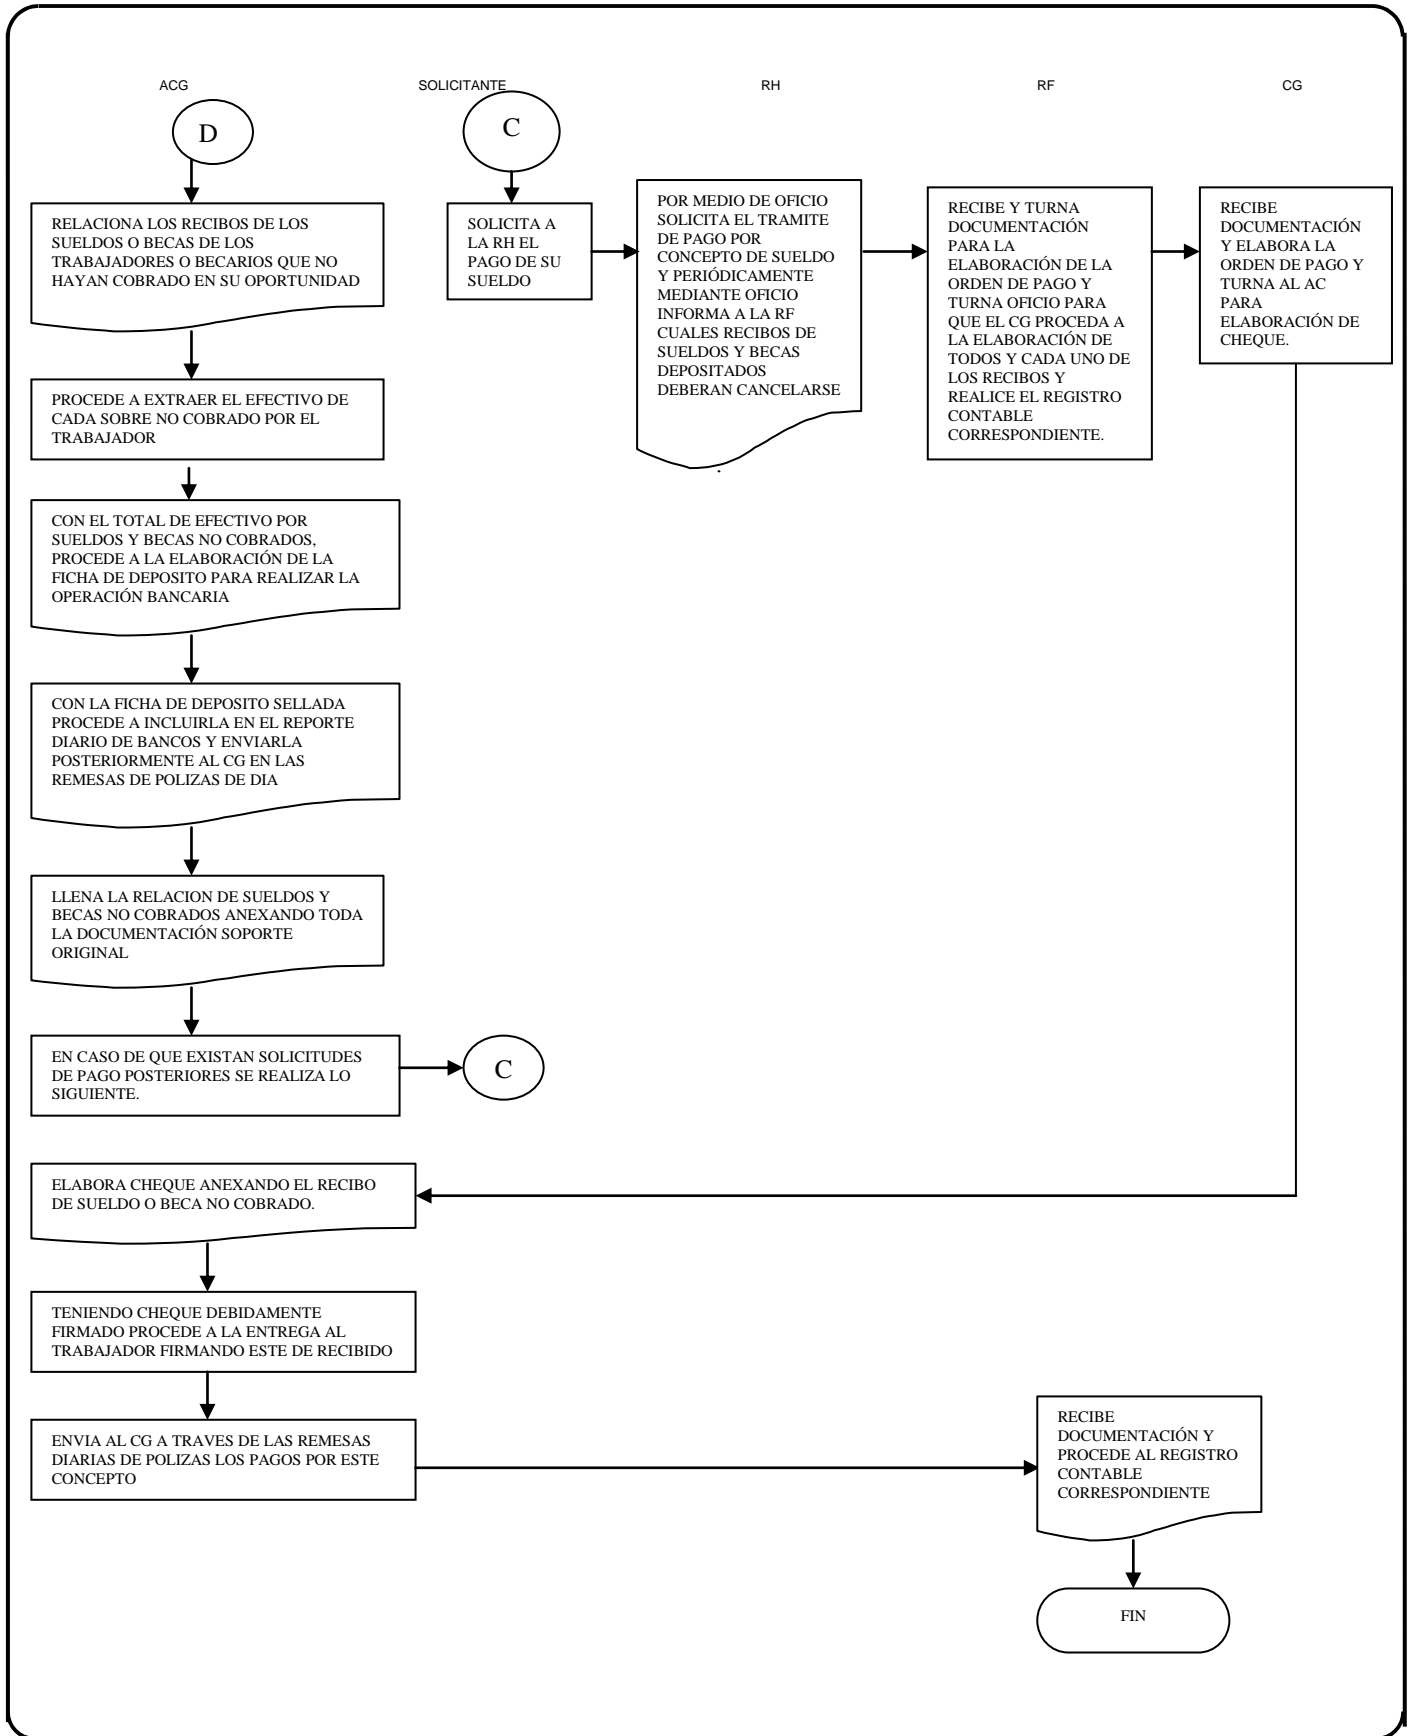 ACG
SOLICITANTE
RH
RF
CG
D
C
RELACIONA LOS RECIBOS DE LOS
SUELDOS O BECAS DE LOS
TRABAJADORES O BECARIOS QUE NO
HAYAN COBRADO EN SU OPORTUNIDAD
SOLICITA A
LA RH EL
PAGO DE SU
SUELDO
POR MEDIO DE OFICIO
SOLICITA EL TRAMITE
DE PAGO POR
CONCEPTO DE SUELDO
Y PERIÓDICAMENTE
MEDIANTE OFICIO
INFORMA A LA RF
CUALES RECIBOS DE
SUELDOS Y BECAS
DEPOSITADOS
DEBERAN CANCELARSE
.
RECIBE Y TURNA
DOCUMENTACIÓN
PARA LA
ELABORACIÓN DE LA
ORDEN DE PAGO Y
TURNA OFICIO PARA
QUE EL CG PROCEDA A
LA ELABORACIÓN DE
TODOS Y CADA UNO DE
LOS RECIBOS Y
REALICE EL REGISTRO
CONTABLE
CORRESPONDIENTE.
RECIBE
DOCUMENTACIÓN
Y ELABORA LA
ORDEN DE PAGO Y
TURNA AL AC
PARA
ELABORACIÓN DE
CHEQUE.
PROCEDE A EXTRAER EL EFECTIVO DE
CADA SOBRE NO COBRADO POR EL
TRABAJADOR
CON EL TOTAL DE EFECTIVO POR
SUELDOS Y BECAS NO COBRADOS,
PROCEDE A LA ELABORACIÓN DE LA
FICHA DE DEPOSITO PARA REALIZAR LA
OPERACIÓN BANCARIA
CON LA FICHA DE DEPOSITO SELLADA
PROCEDE A INCLUIRLA EN EL REPORTE
DIARIO DE BANCOS Y ENVIARLA
POSTERIORMENTE AL CG EN LAS
REMESAS DE POLIZAS DE DIA
LLENA LA RELACION DE SUELDOS Y
BECAS NO COBRADOS ANEXANDO TODA
LA DOCUMENTACIÓN SOPORTE
ORIGINAL
EN CASO DE QUE EXISTAN SOLICITUDES
DE PAGO POSTERIORES SE REALIZA LO
SIGUIENTE.
C
ELABORA CHEQUE ANEXANDO EL RECIBO
DE SUELDO O BECA NO COBRADO.
TENIENDO CHEQUE DEBIDAMENTE
FIRMADO PROCEDE A LA ENTREGA AL
TRABAJADOR FIRMANDO ESTE DE RECIBIDO
ENVIA AL CG A TRAVES DE LAS REMESAS
DIARIAS DE POLIZAS LOS PAGOS POR ESTE
CONCEPTO
RECIBE
DOCUMENTACIÓN Y
PROCEDE AL REGISTRO
CONTABLE
CORRESPONDIENTE
FIN